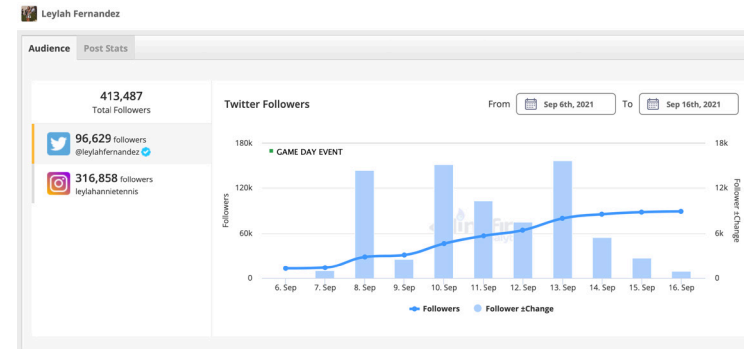 Leylah Fernandez
Audience Post Stats
413,487
Total Followers
96,629 followers
@leylahfernandez
316,858 followers
leylahannietennis
Twitter Followers
From Sep 6th, 2021 To Sep 16th, 2021
GAME DAY EVENT
180k
120k
60k
0
Followers
18k
12k
6k
0
Follower ±Change
6. Sep 7. Sep 8. Sep 9. Sep 10. Sep 11. Sep 12. Sep 13. Sep 14. Sep 15. Sep 16. Sep
Followers Follower ±Change